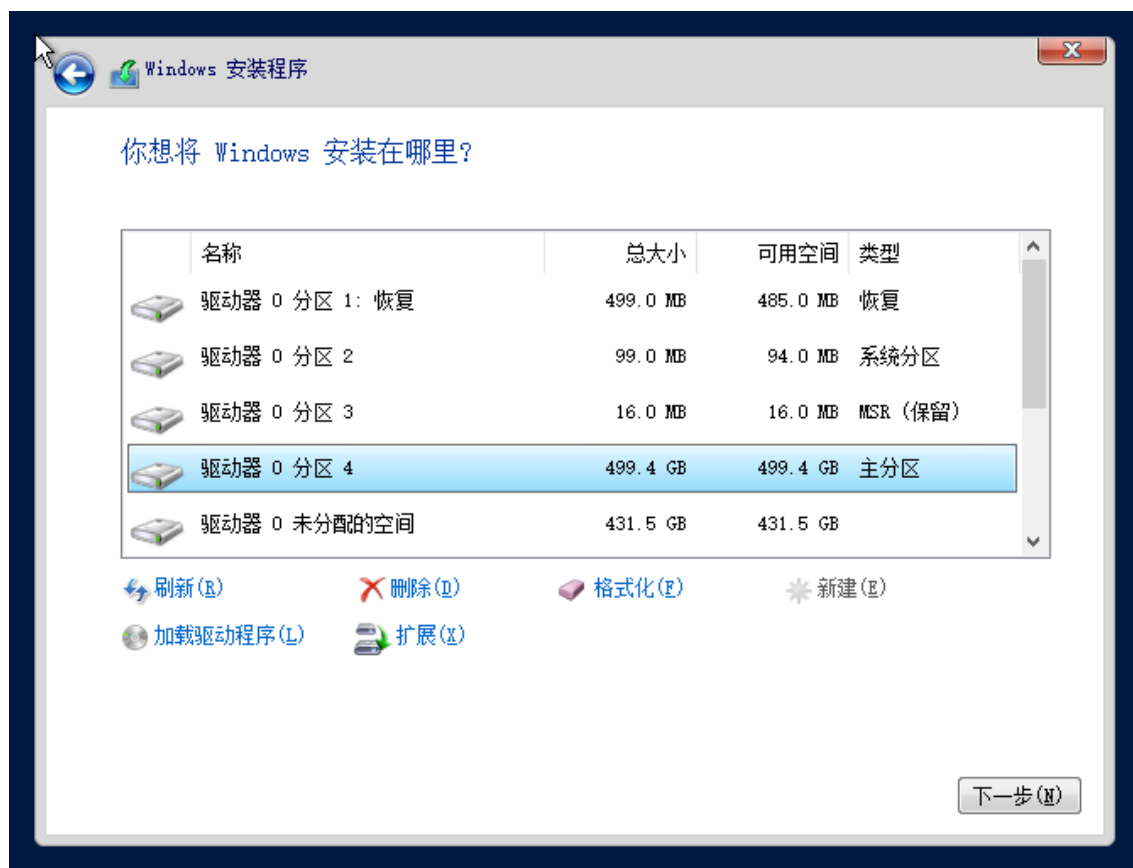 Windows 安装程序
你想将 Windows 安装在哪里?
名称 总大小 可用空间 类型
驱动器 0 分区 1: 恢复 499.0 MB 485.0 MB 恢复
驱动器 0 分区 2 99.0 MB 94.0 MB 系统分区
驱动器 0 分区 3 16.0 MB 16.0 MB MSR (保留)
驱动器 0 分区 4 499.4 GB 499.4 GB 主分区
驱动器 0 未分配的空间 431.5 GB 431.5 GB
刷新(R) 删除(D) 格式化(F) 新建(E)
加载驱动程序(L) 扩展(X)
下一步(N)